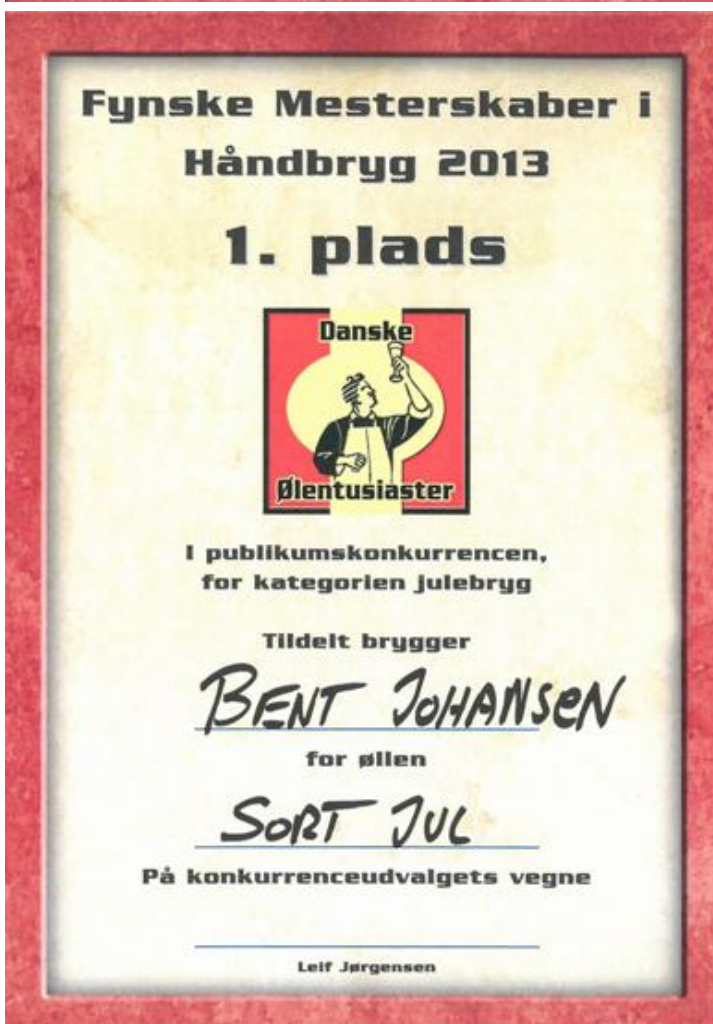 Fynske Mesterskaber i
Håndbryg 2013
1. plads
Danske
Ølentusiaster
I publikumskonkurrencen,
for kategorien julebryg
Tildelt brygger
BENT JOHANSEN
for øllen
SORT JUL
På konkurrenceudvalgets vegne
Leif Jørgensen